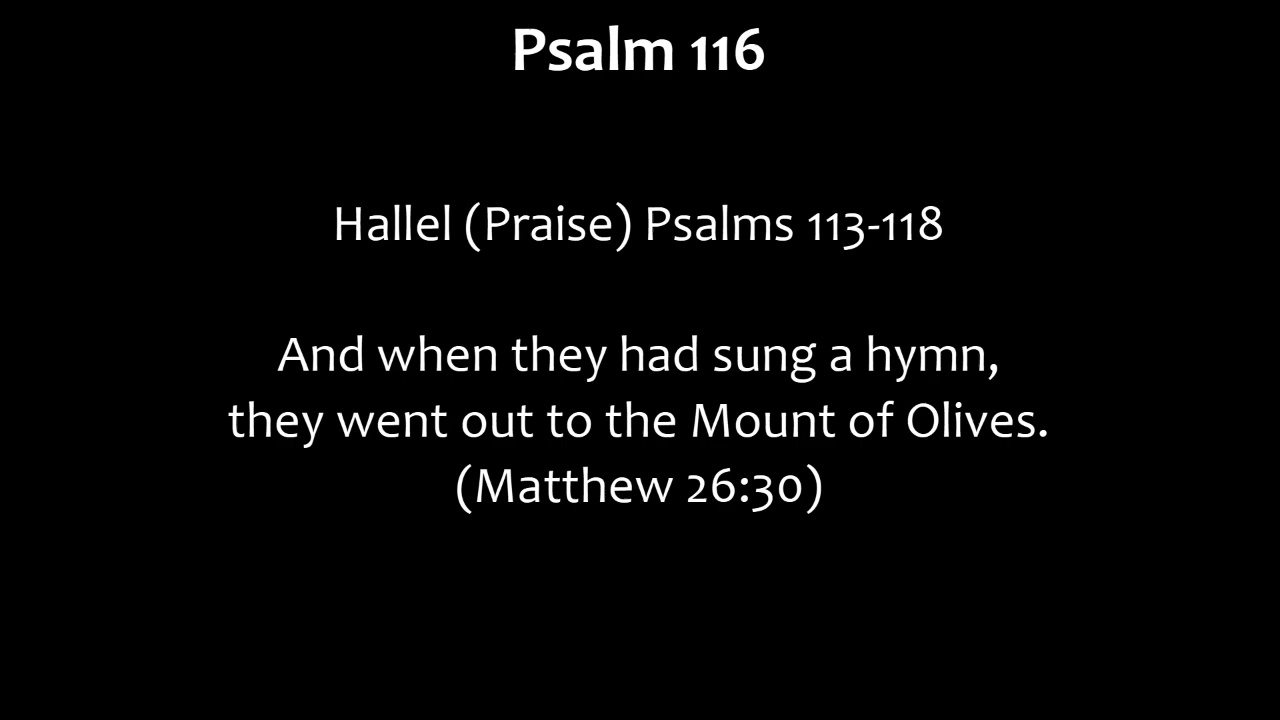 Psalm 116
Hallel (Praise) Psalms 113-118
And when they had sung a hymn,
they went out to the Mount of Olives.
(Matthew 26:30)